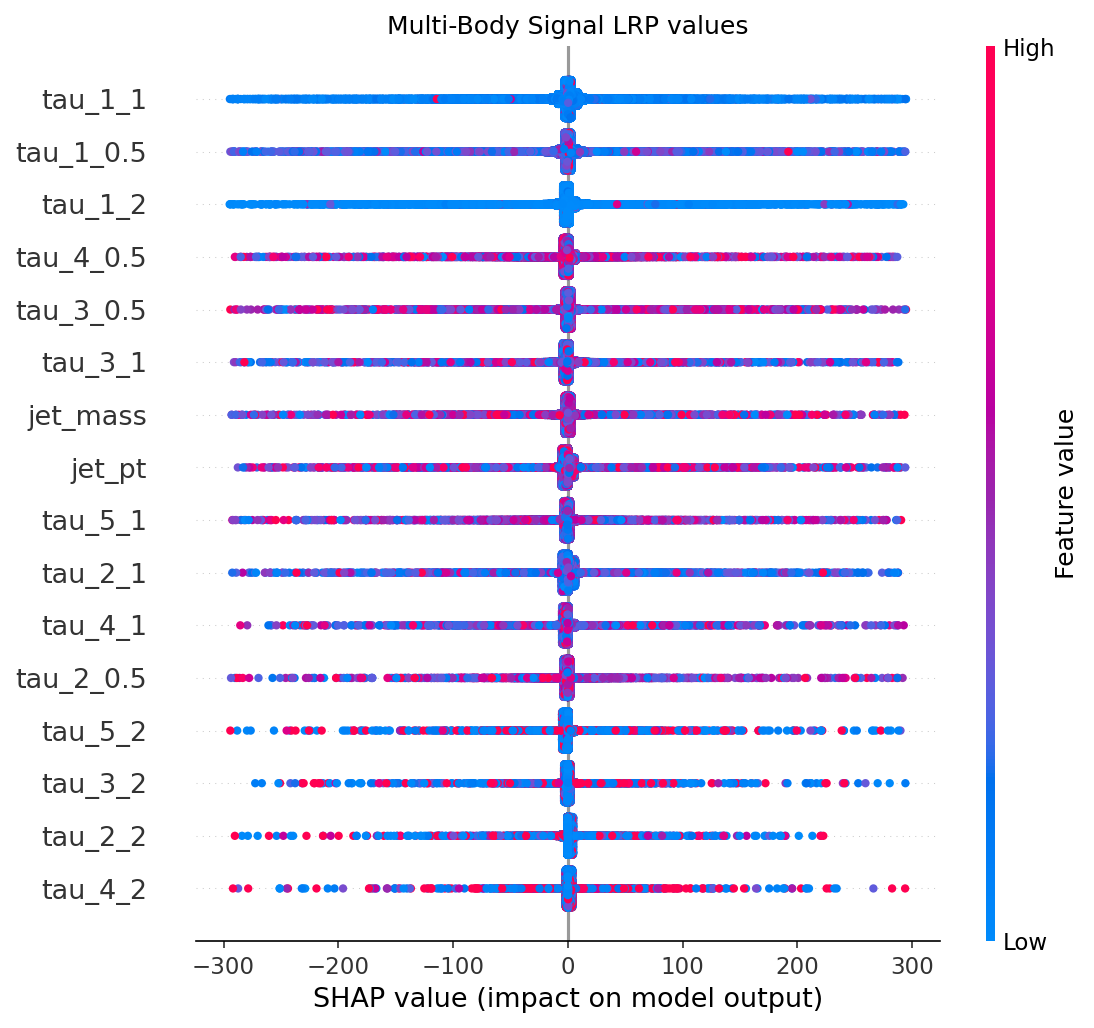 Multi-Body Signal LRP values
High
tau_1_1
tau_1_0.5
tau_1_2
tau_4_0.5
tau_3_0.5
tau_3_1
jet_mass
jet_pt
tau_5_1
tau_2_1
tau_4_1
tau_2_0.5
tau_5_2
tau_3_2
tau_2_2
tau_4_2
Feature value
Low
−300 −200 −100 0 100 200 300
SHAP value (impact on model output)